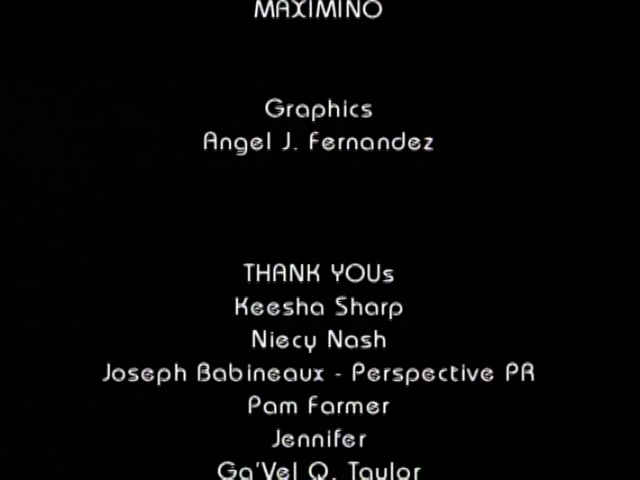 MAXIMINO
Graphics
Angel J. Fernandez
THANK YOUs
Keesha Sharp
Niecy Nash
Joseph Babineaux - Perspective PR
Pam Farmer
Jennifer
Ga'Vel Q. Taylor